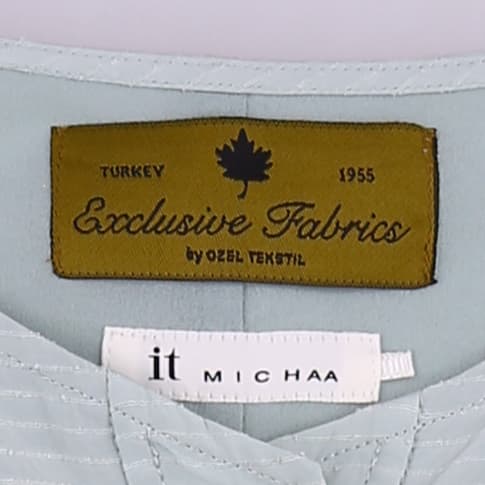 TURKEY 1955
Exclusive Fabrics
by OZEL TEKSTIL
it MICHAA